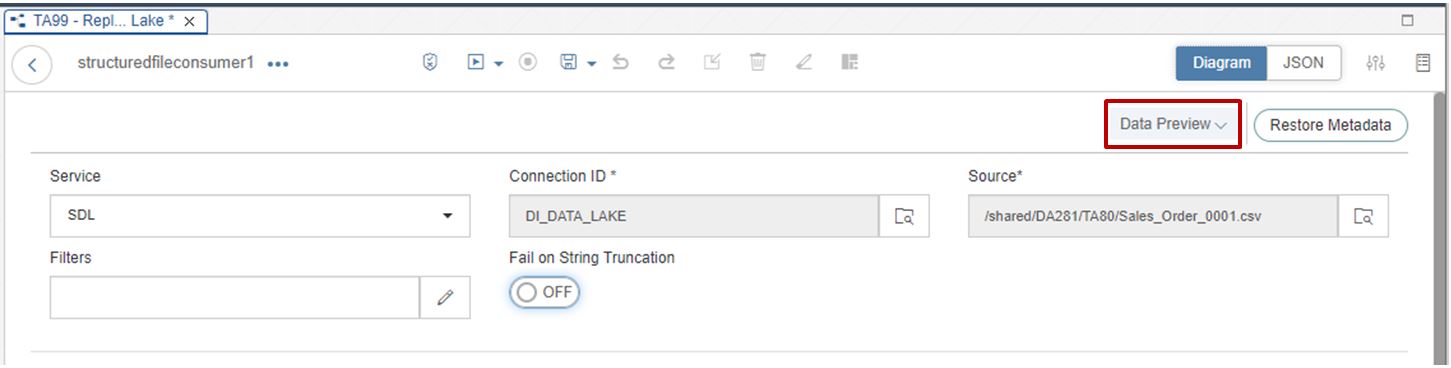 TA99 - Repl... Lake *
structuredfileconsumer1
Diagram JSON
Data Preview Restore Metadata
Service Connection ID * Source*
SDL DI_DATA_LAKE /shared/DA281/TA80/Sales_Order_0001.csv
Filters Fail on String Truncation
OFF